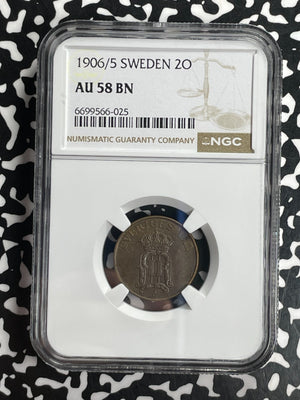 1906/5 SWEDEN 2O
AU 58 BN
6699566-025
NUMISMATIC GUARANTY COMPANY
NGC